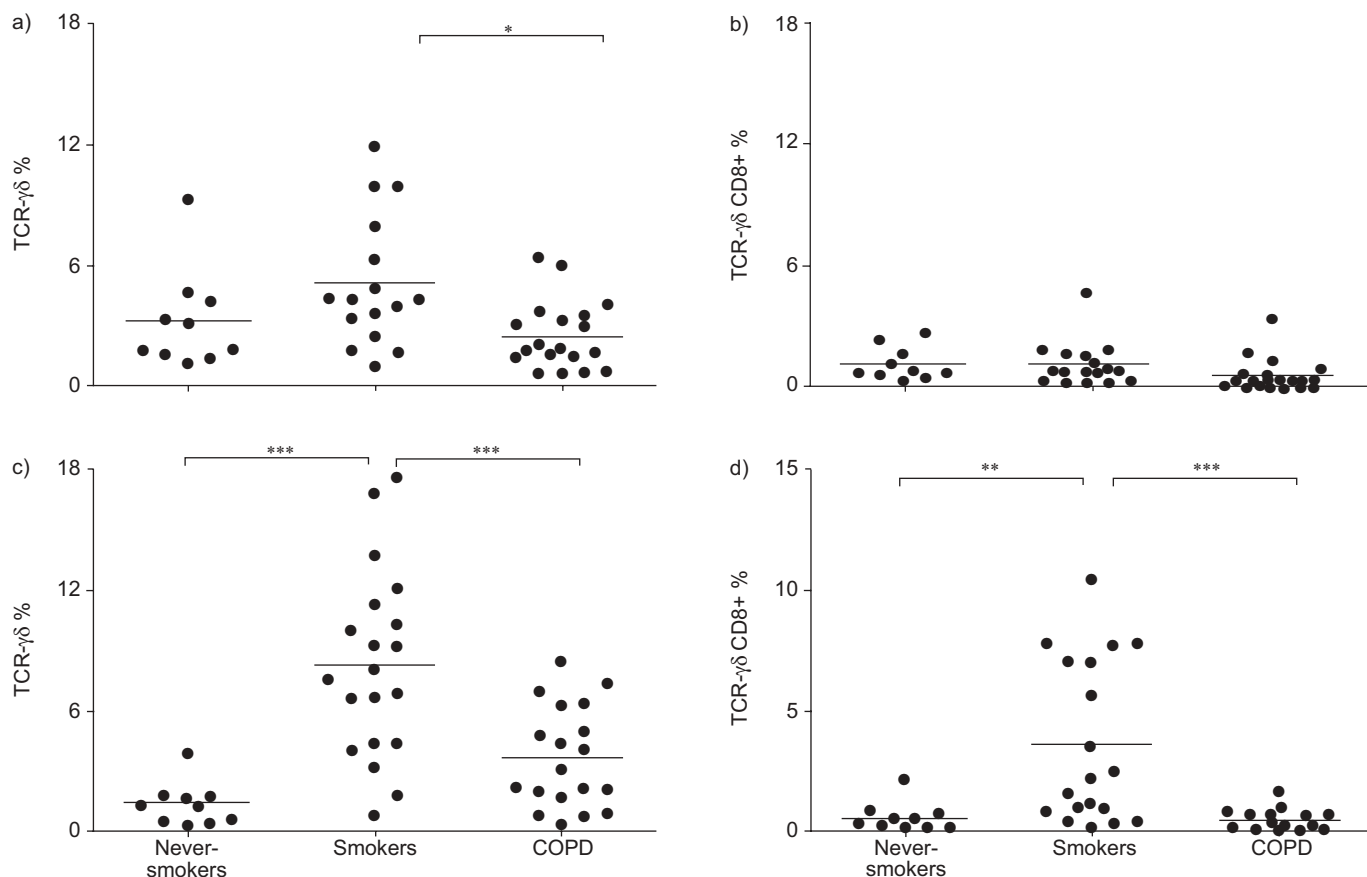 a)
18
12
6
0
TCR-γδ %
*
b)
18
12
6
0
TCR-γδ CD8+ %
c)
18
12
6
0
TCR-γδ %
***
***
Never-
smokers
Smokers
COPD
d)
15
10
5
0
TCR-γδ CD8+ %
**
***
Never-
smokers
Smokers
COPD